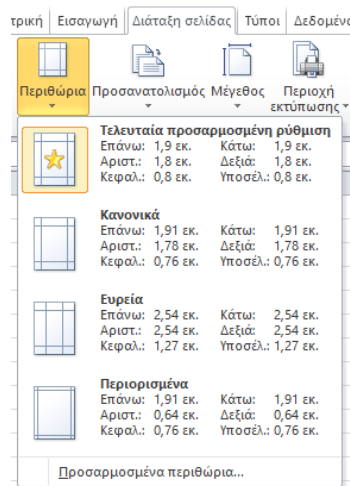 τρική Εισαγωγή Διάταξη σελίδας Τύποι Δεδομένα
Περιθώρια Προσανατολισμός Μέγεθος Περιοχή
εκτύπωσης
Τελευταία προσαρμοσμένη ρύθμιση
Επάνω: 1,9 εκ. Κάτω: 1,9 εκ.
Αριστ.: 1,8 εκ. Δεξιά: 1,8 εκ.
Κεφαλ.: 0,8 εκ. Υποσέλ.: 0,8 εκ.
Κανονικά
Επάνω: 1,91 εκ. Κάτω: 1,91 εκ.
Αριστ.: 1,78 εκ. Δεξιά: 1,78 εκ.
Κεφαλ.: 0,76 εκ. Υποσέλ.: 0,76 εκ.
Ευρεία
Επάνω: 2,54 εκ. Κάτω: 2,54 εκ.
Αριστ.: 2,54 εκ. Δεξιά: 2,54 εκ.
Κεφαλ.: 1,27 εκ. Υποσέλ.: 1,27 εκ.
Περιορισμένα
Επάνω: 1,91 εκ. Κάτω: 1,91 εκ.
Αριστ.: 0,64 εκ. Δεξιά: 0,64 εκ.
Κεφαλ.: 0,76 εκ. Υποσέλ.: 0,76 εκ.
Προσαρμοσμένα περιθώρια...